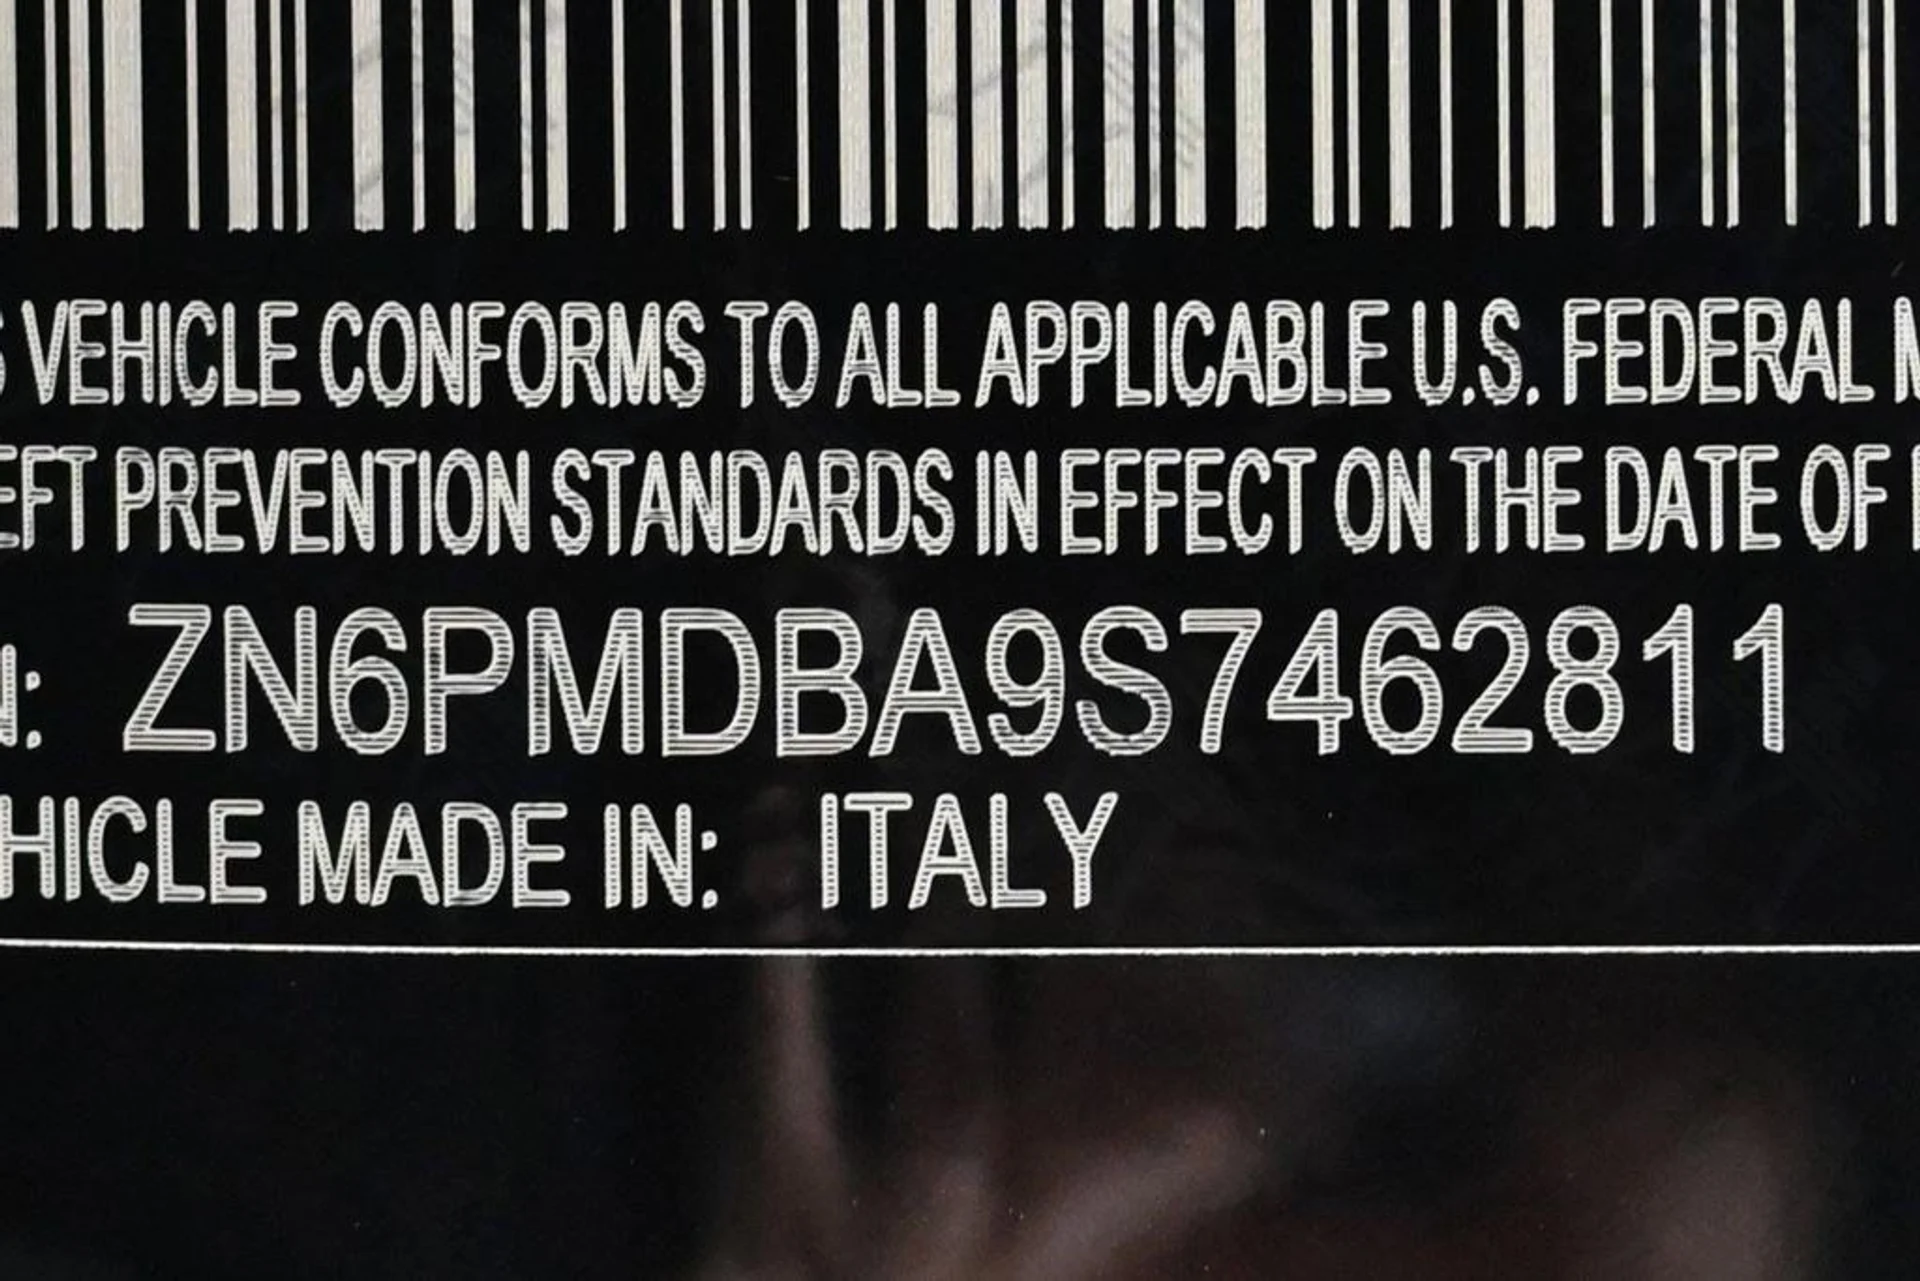 VEHICLE CONFORMS TO ALL APPLICABLE U.S. FEDERAL
EFT PREVENTION STANDARDS IN EFFECT ON THE DATE OF
N: ZN6PMDBA9S7462811
HICLE MADE IN: ITALY